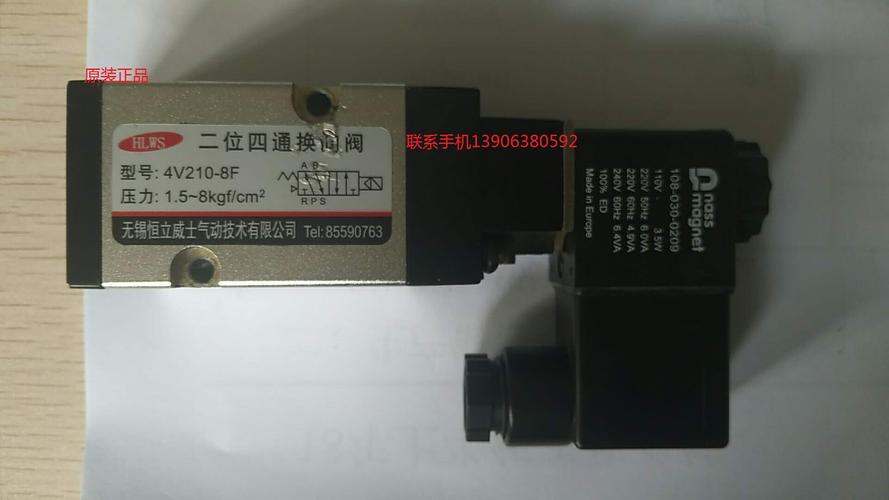 原装正品
联系手机13906380592
HLWS
二位四通换向阀
型号: 4V210-8F
压力: 1.5~8kgf/cm²
A B
R P S
无锡恒立威士气动技术有限公司 Tel:85590763
nass
magnet
108-030-0209
110V - 3.5W
220V 50Hz 6.0VA
220V 60Hz 4.9VA
240V 60Hz 6.4VA
100% ED
Made in Europe